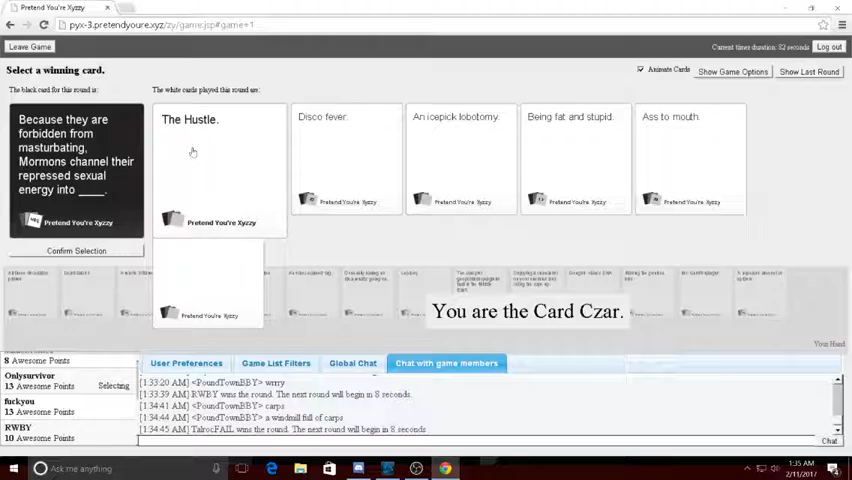 Pretend You're Xyzzy
pyx-3.pretendyoure.xyz/zy/game.jsp#game=1
Leave Game
Current timer duration: 82 seconds
Log out
Select a winning card.
Animate Cards
Show Game Options
Show Last Round
The black card for this round is:
The white cards played this round are:
Because they are
forbidden from
masturbating,
Mormons channel their
repressed sexual
energy into ____.
Pretend You're Xyzzy
The Hustle.
Pretend You're Xyzzy
Disco fever.
Pretend You're Xyzzy
An icepick lobotomy.
Pretend You're Xyzzy
Being fat and stupid.
Pretend You're Xyzzy
Ass to mouth.
Pretend You're Xyzzy
Confirm Selection
Pretend You're Xyzzy
You are the Card Czar.
Your Hand
8 Awesome Points
Onlysurvivor
13 Awesome Points
Selecting
fuckyou
13 Awesome Points
RWBY
10 Awesome Points
User Preferences
Game List Filters
Global Chat
Chat with game members
[1:33:20 AM] <PoundTownBBY> wrrry
[1:33:39 AM] RWBY wins the round. The next round will begin in 8 seconds.
[1:34:41 AM] <PoundTownBBY> carps
[1:34:44 AM] <PoundTownBBY> a windmill full of carps
[1:34:45 AM] TalrocFAIL wins the round. The next round will begin in 8 seconds
Chat
Ask me anything
1:35 AM
2/11/2017